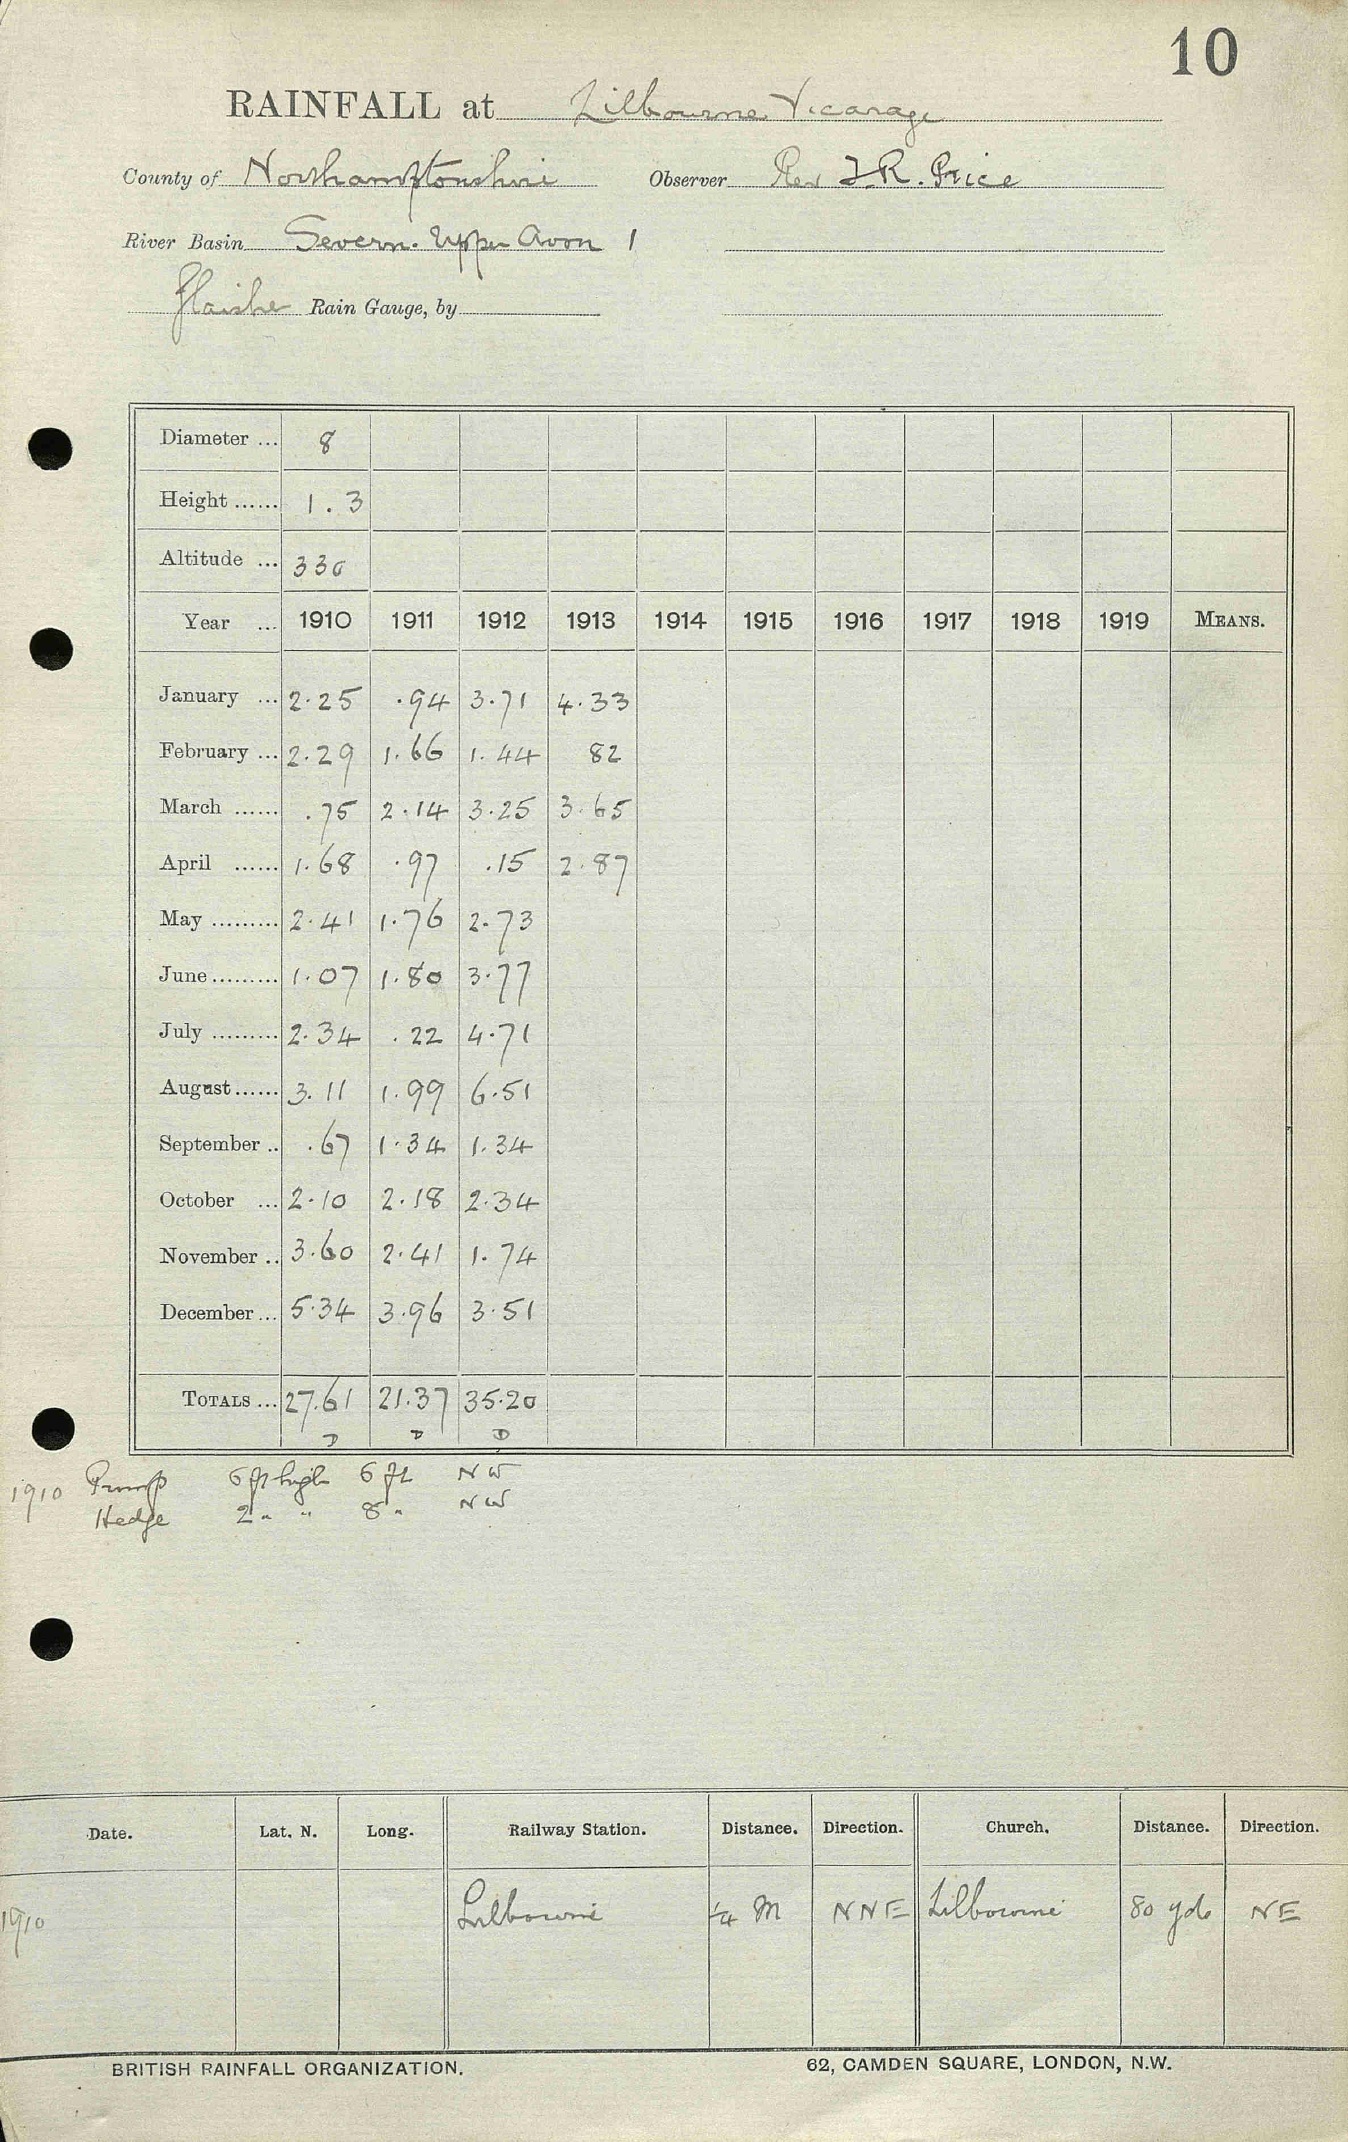 10
RAINFALL at Lilbourne Vicarage
County of Northamptonshire Observer Rev J. R. Price
River Basin Severn. Upper Avon 1
Glaisher Rain Gauge, by
Diameter ... 8
Height ...... 1.3
Altitude ... 330
Year ... 1910 1911 1912 1913 1914 1915 1916 1917 1918 1919 MEANS.
January ... 2.25 .94 3.71 4.33
February ... 2.29 1.66 1.44 82
March ...... .75 2.14 3.25 3.65
April ...... 1.68 .97 .15 2.87
May ......... 2.41 1.76 2.73
June ......... 1.07 1.80 3.77
July ......... 2.34 .22 4.71
August ...... 3.11 1.99 6.51
September .. .67 1.34 1.34
October ... 2.10 2.18 2.34
November .. 3.60 2.41 1.74
December ... 5.34 3.96 3.51
TOTALS ... 27.61 21.37 35.20
D D D
1910 Pump 6 ft high 6 ft NW
Hedge 2 " " 8 " NW
Date. Lat. N. Long. Railway Station. Distance. Direction. Church. Distance. Direction.
1910 Lilbourne 1/4 M NNE Lilbourne 80 yds NE
BRITISH RAINFALL ORGANIZATION. 62, CAMDEN SQUARE, LONDON, N.W.